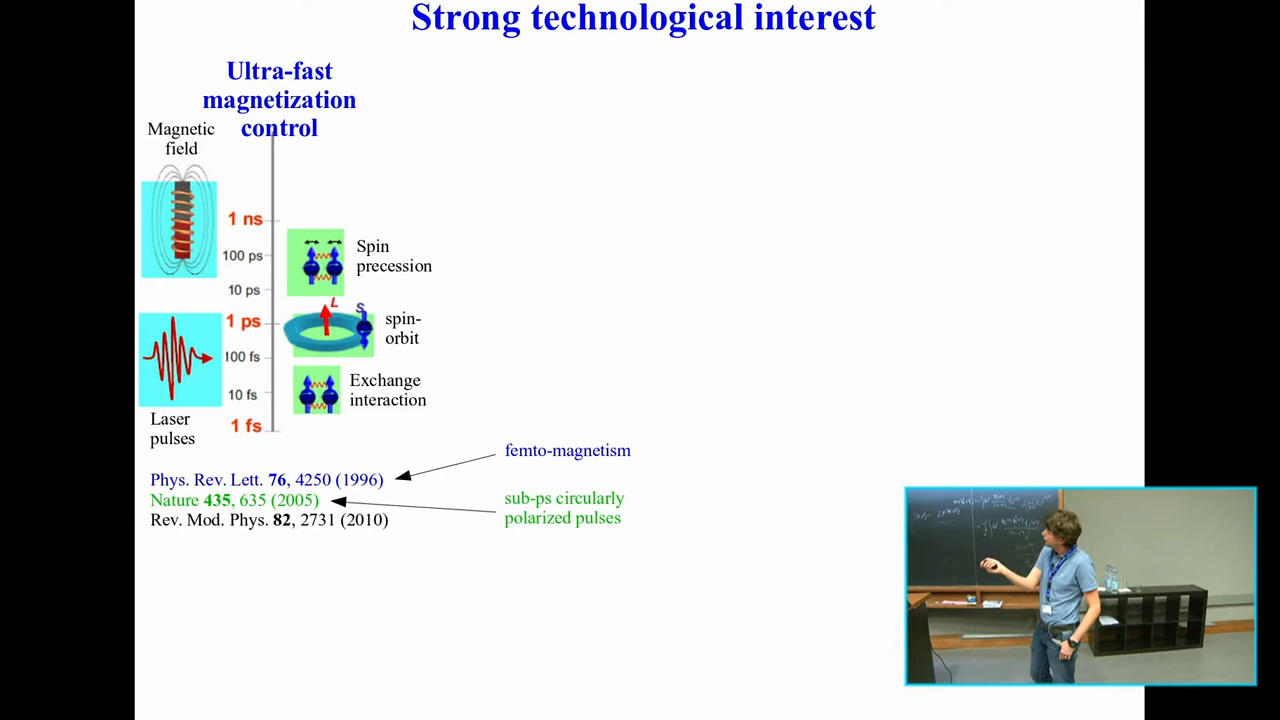 Strong technological interest
Ultra-fast
magnetization
control
Magnetic
field
1 ns
100 ps
10 ps
1 ps
100 fs
10 fs
1 fs
Spin
precession
L
S
spin-
orbit
Exchange
interaction
Laser
pulses
femto-magnetism
Phys. Rev. Lett. 76, 4250 (1996)
Nature 435, 635 (2005)
Rev. Mod. Phys. 82, 2731 (2010)
sub-ps circularly
polarized pulses